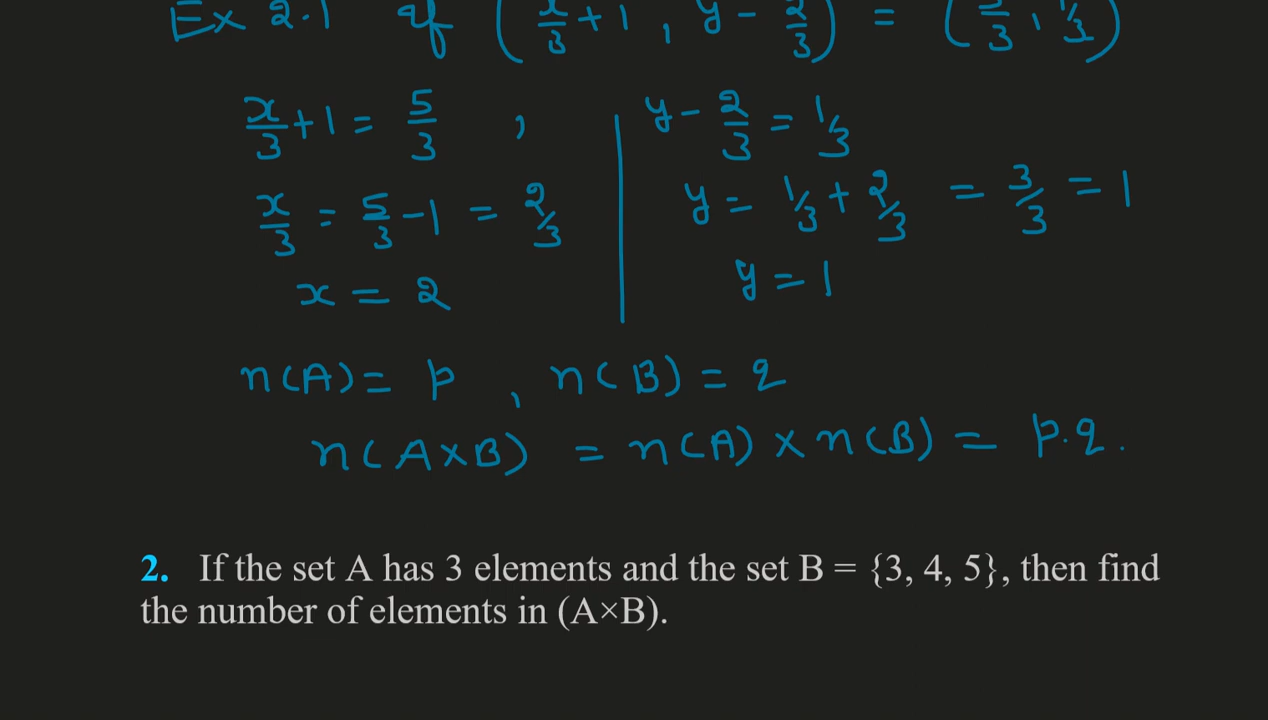 Ex 2.1 If (x/3 + 1, y - 2/3) = (5/3, 1/3)
x/3 + 1 = 5/3 ,
x/3 = 5/3 - 1 = 2/3
x = 2
y - 2/3 = 1/3
y = 1/3 + 2/3 = 3/3 = 1
y = 1
n(A) = p , n(B) = q
n(A×B) = n(A) × n(B) = p.q.
2. If the set A has 3 elements and the set B = {3, 4, 5}, then find
the number of elements in (A×B).